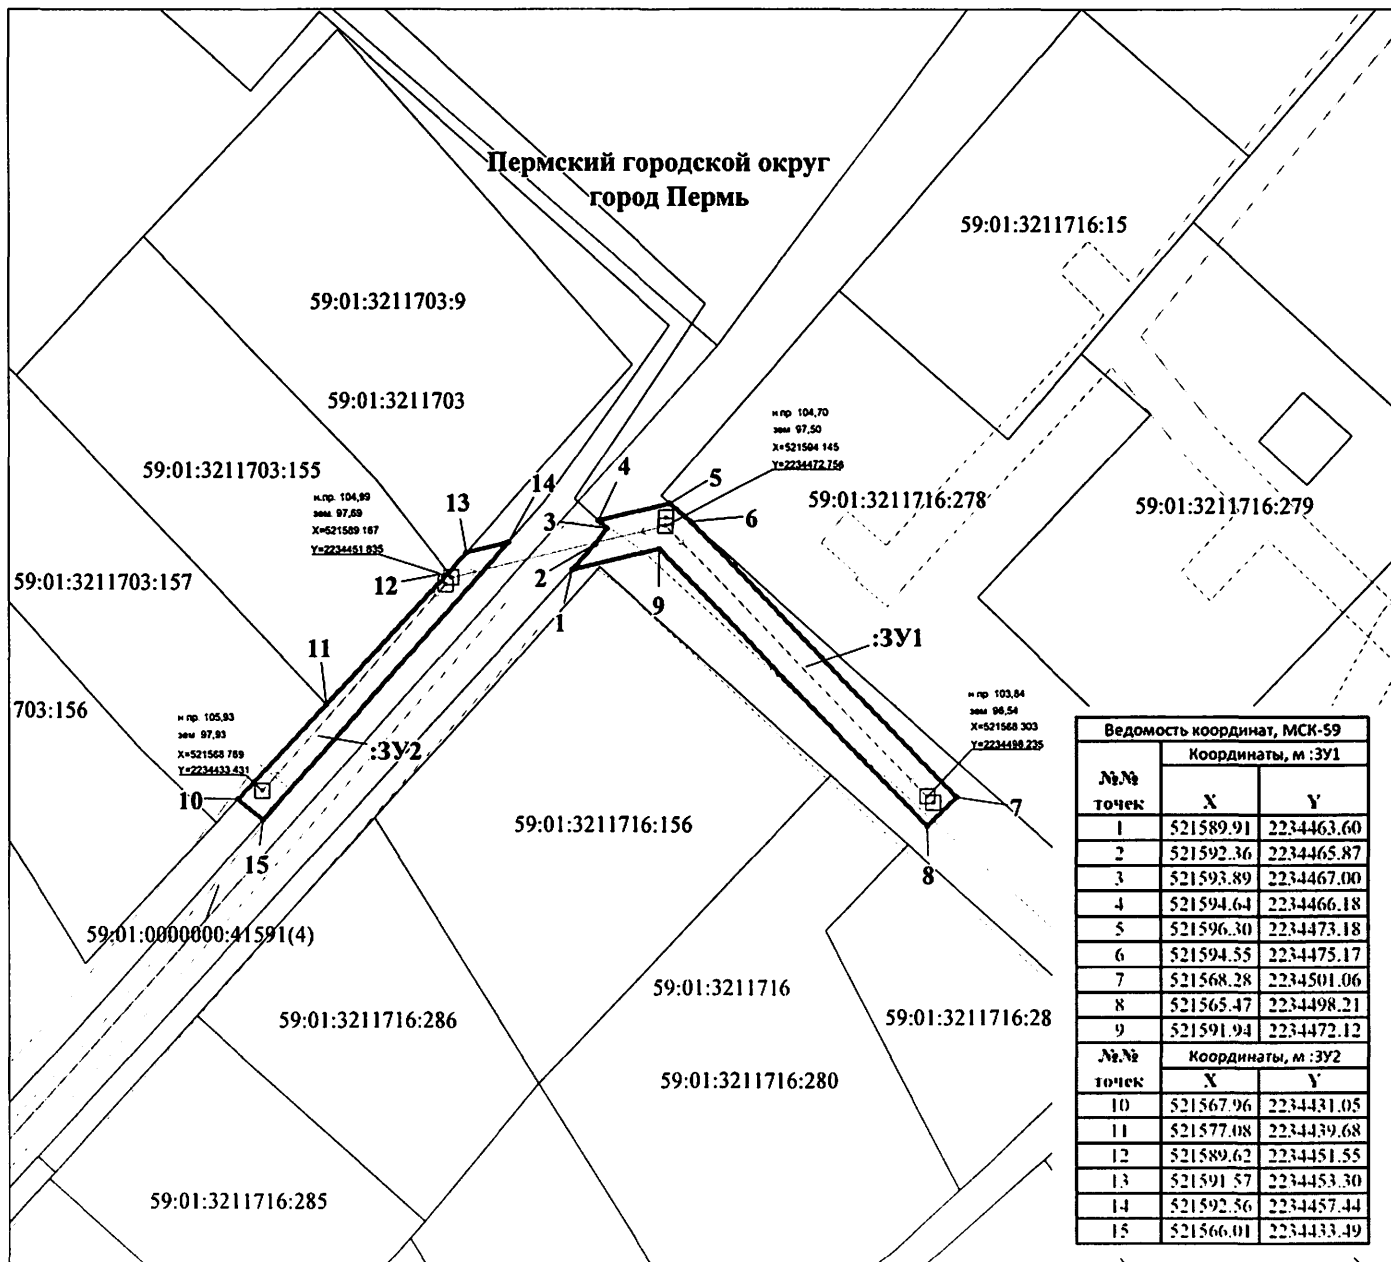 Пермский городской округ
город Пермь
59:01:3211716:15
59:01:3211703:9
59:01:3211703
59:01:3211703:155
н.пр. 104,99
зем. 97,69
X=521589.167
Y=2234451.835
13
14
4
н пр. 104,70
зем 97,50
X=521594 145
Y=2234472.756
5
6
3
59:01:3211716:278
59:01:3211716:279
59:01:3211703:157
12
2
1
9
11
:ЗУ1
703:156
н пр. 105,93
зем 97,93
X=521568 769
Y=2234433.431
:ЗУ2
10
15
н пр 103,84
зем 96,54
X=521568 303
Y=2234498.235
7
8
59:01:3211716:156
59:01:0000000:41591(4)
59:01:3211716:286
59:01:3211716
59:01:3211716:28
59:01:3211716:280
59:01:3211716:285
Ведомость координат, МСК-59
№№ точек Координаты, м :ЗУ1
X Y
1 521589.91 2234463.60
2 521592.36 2234465.87
3 521593.89 2234467.00
4 521594.64 2234466.18
5 521596.30 2234473.18
6 521594.55 2234475.17
7 521568.28 2234501.06
8 521565.47 2234498.21
9 521591.94 2234472.12
№№ точек Координаты, м :ЗУ2
X Y
10 521567.96 2234431.05
11 521577.08 2234439.68
12 521589.62 2234451.55
13 521591.57 2234453.30
14 521592.56 2234457.44
15 521566.01 2234433.49